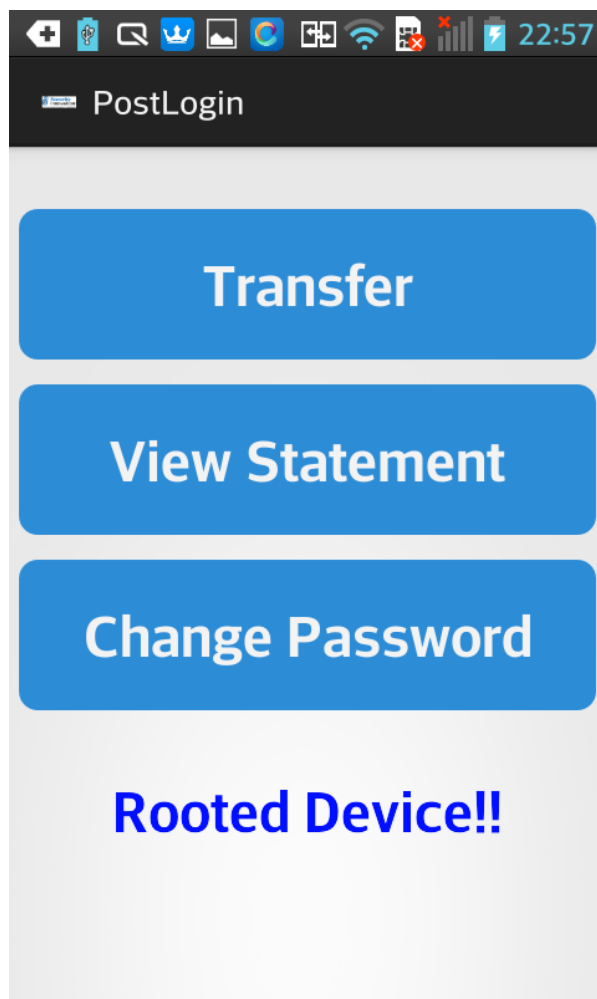 22:57
PostLogin
Transfer
View Statement
Change Password
Rooted Device!!